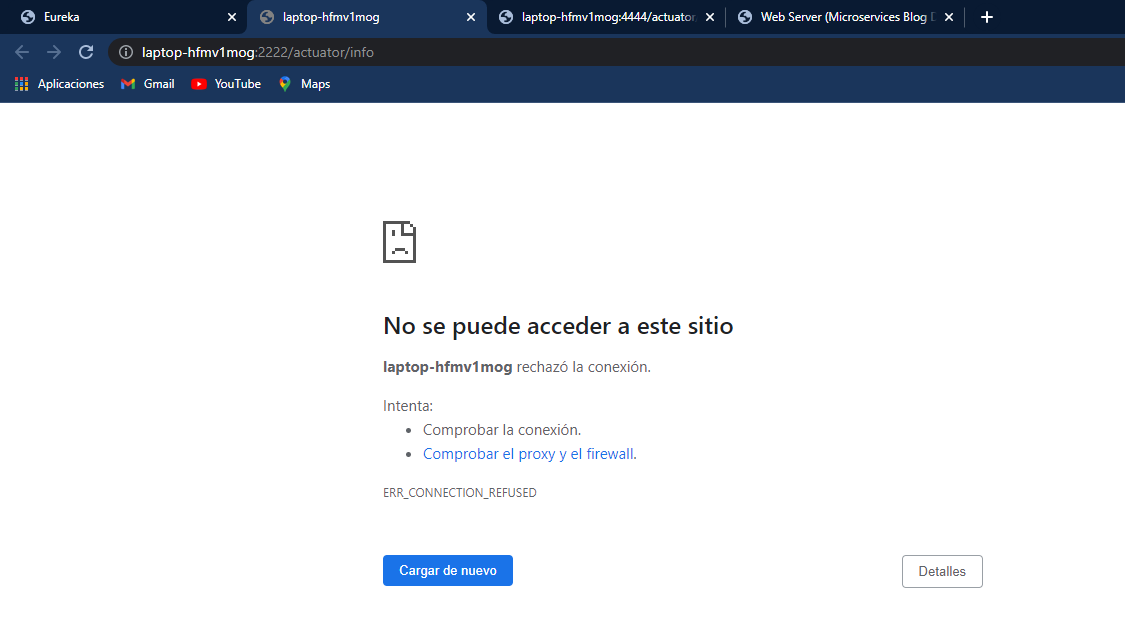 Eureka
laptop-hfmv1mog
laptop-hfmv1mog:4444/actuator
Web Server (Microservices Blog
laptop-hfmv1mog:2222/actuator/info
Aplicaciones
Gmail
YouTube
Maps
No se puede acceder a este sitio
laptop-hfmv1mog rechazó la conexión.
Intenta:
• Comprobar la conexión.
• Comprobar el proxy y el firewall.
ERR_CONNECTION_REFUSED
Cargar de nuevo
Detalles